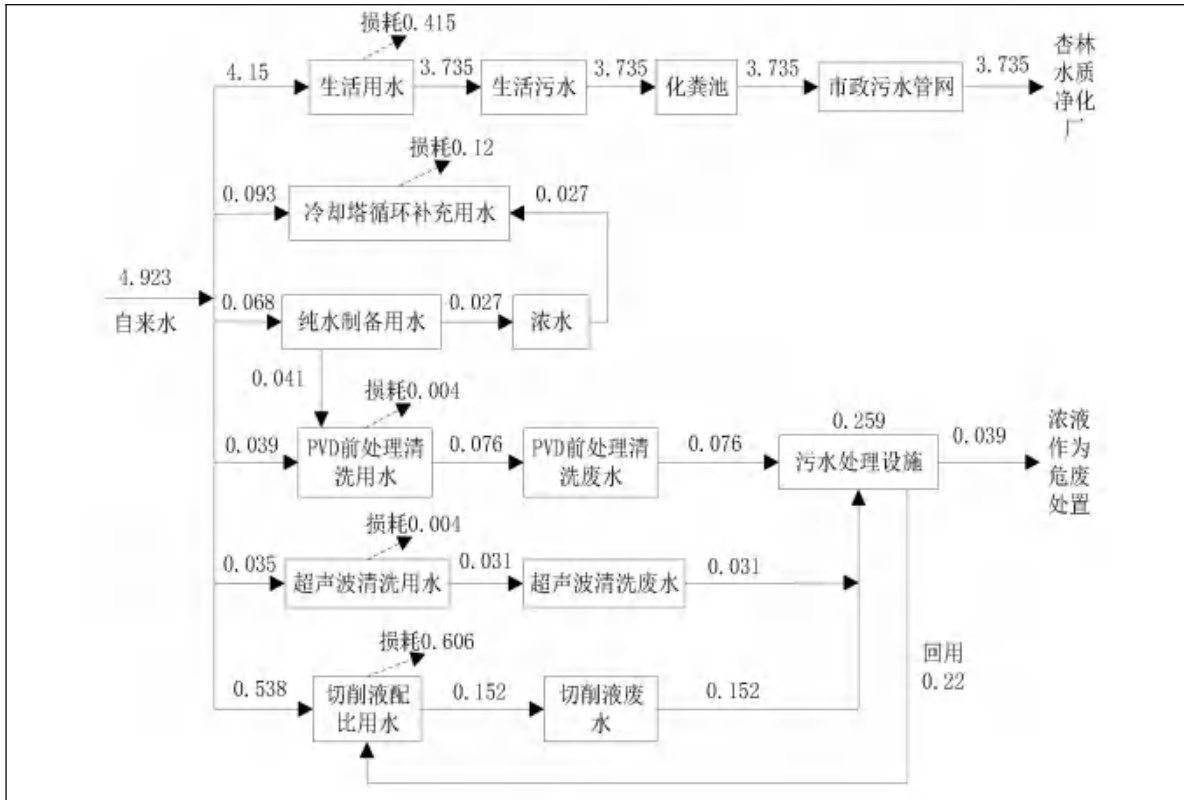 损耗0.415
4.15
生活用水
3.735
生活污水
3.735
化粪池
3.735
市政污水管网
3.735
杏林
水质
净化
厂
损耗0.12
0.093
冷却塔循环补充用水
0.027
4.923
自来水
0.068
纯水制备用水
0.027
浓水
0.041
损耗0.004
0.039
PVD前处理清
洗用水
0.076
PVD前处理清
洗废水
0.076
0.259
污水处理设施
0.039
浓液
作为
危废
处置
损耗0.004
0.035
超声波清洗用水
0.031
超声波清洗废水
0.031
损耗0.606
0.538
切削液配
比用水
0.152
切削液废
水
0.152
回用
0.22